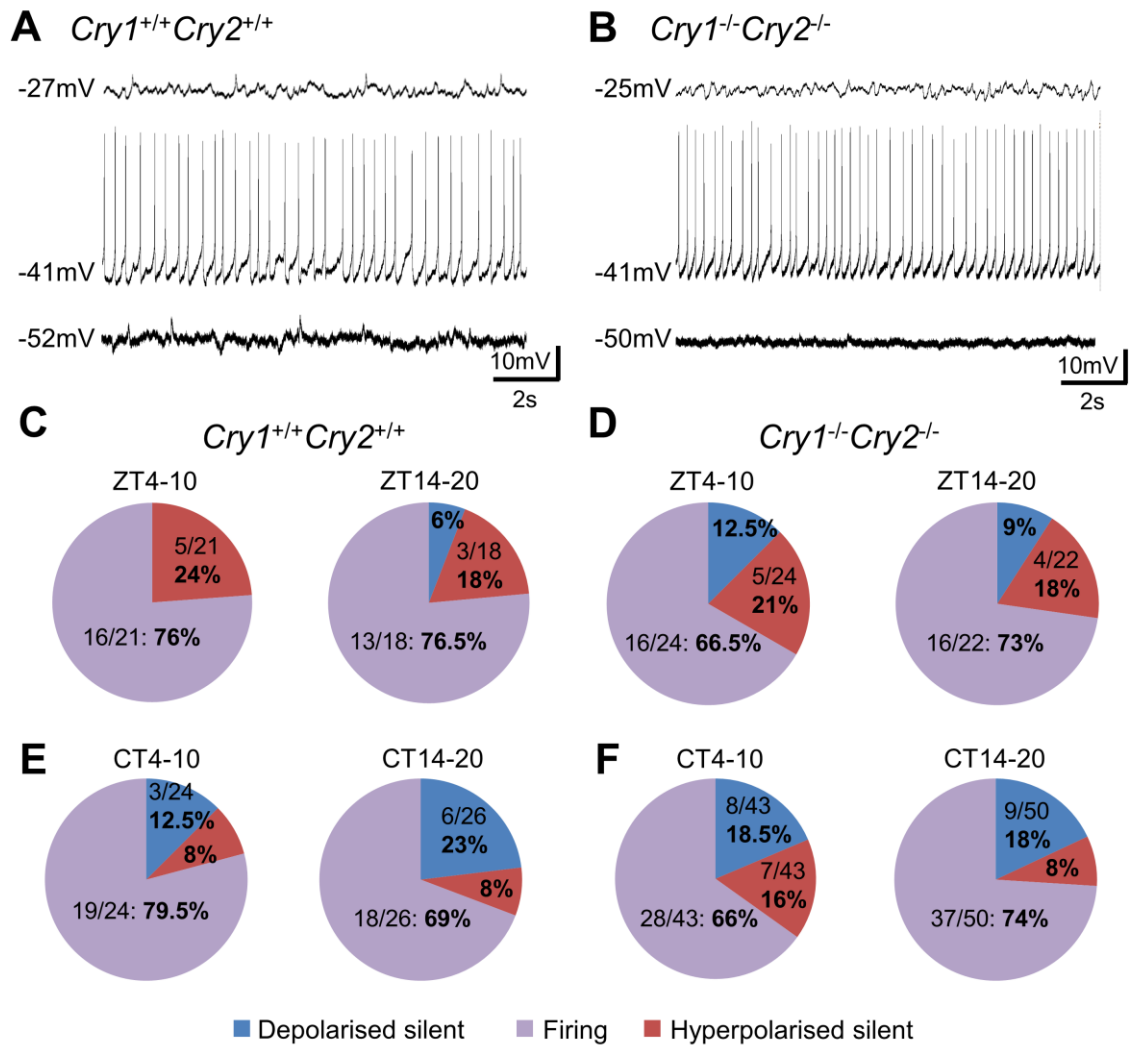 A Cry1+/+Cry2+/+
B Cry1-/-Cry2-/-
-27mV
-41mV
-52mV
10mV
2s
-25mV
-41mV
-50mV
10mV
2s
C Cry1+/+Cry2+/+
D Cry1-/-Cry2-/-
ZT4-10
5/21
24%
16/21: 76%
ZT14-20
6%
3/18
18%
13/18: 76.5%
ZT4-10
12.5%
5/24
21%
16/24: 66.5%
ZT14-20
9%
4/22
18%
16/22: 73%
E
CT4-10
3/24
12.5%
8%
19/24: 79.5%
CT14-20
6/26
23%
8%
18/26: 69%
F
CT4-10
8/43
18.5%
7/43
16%
28/43: 66%
CT14-20
9/50
18%
8%
37/50: 74%
Depolarised silent Firing Hyperpolarised silent